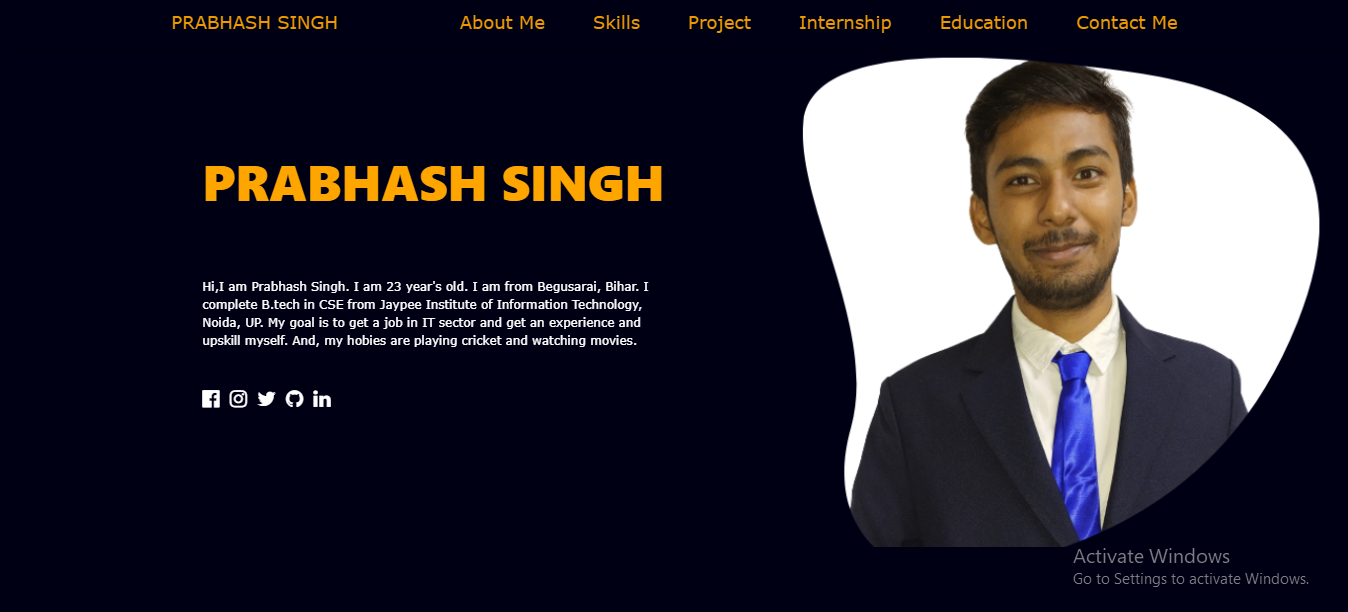 PRABHASH SINGH About Me Skills Project Internship Education Contact Me
PRABHASH SINGH
Hi,I am Prabhash Singh. I am 23 year's old. I am from Begusarai, Bihar. I
complete B.tech in CSE from Jaypee Institute of Information Technology,
Noida, UP. My goal is to get a job in IT sector and get an experience and
upskill myself. And, my hobies are playing cricket and watching movies.
Activate Windows
Go to Settings to activate Windows.